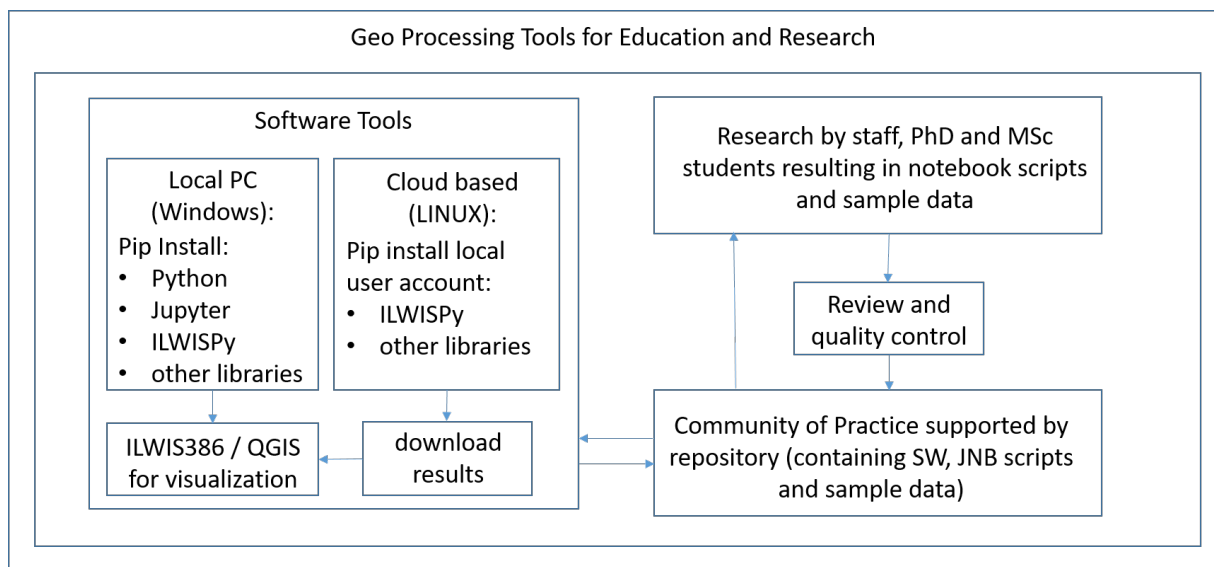 Geo Processing Tools for Education and Research
Software Tools
Local PC
(Windows):
Pip Install:
• Python
• Jupyter
• ILWISPy
• other libraries
Cloud based
(LINUX):
Pip install local
user account:
• ILWISPy
• other libraries
ILWIS386 / QGIS
for visualization
download
results
Research by staff, PhD and MSc
students resulting in notebook scripts
and sample data
Review and
quality control
Community of Practice supported by
repository (containing SW, JNB scripts
and sample data)